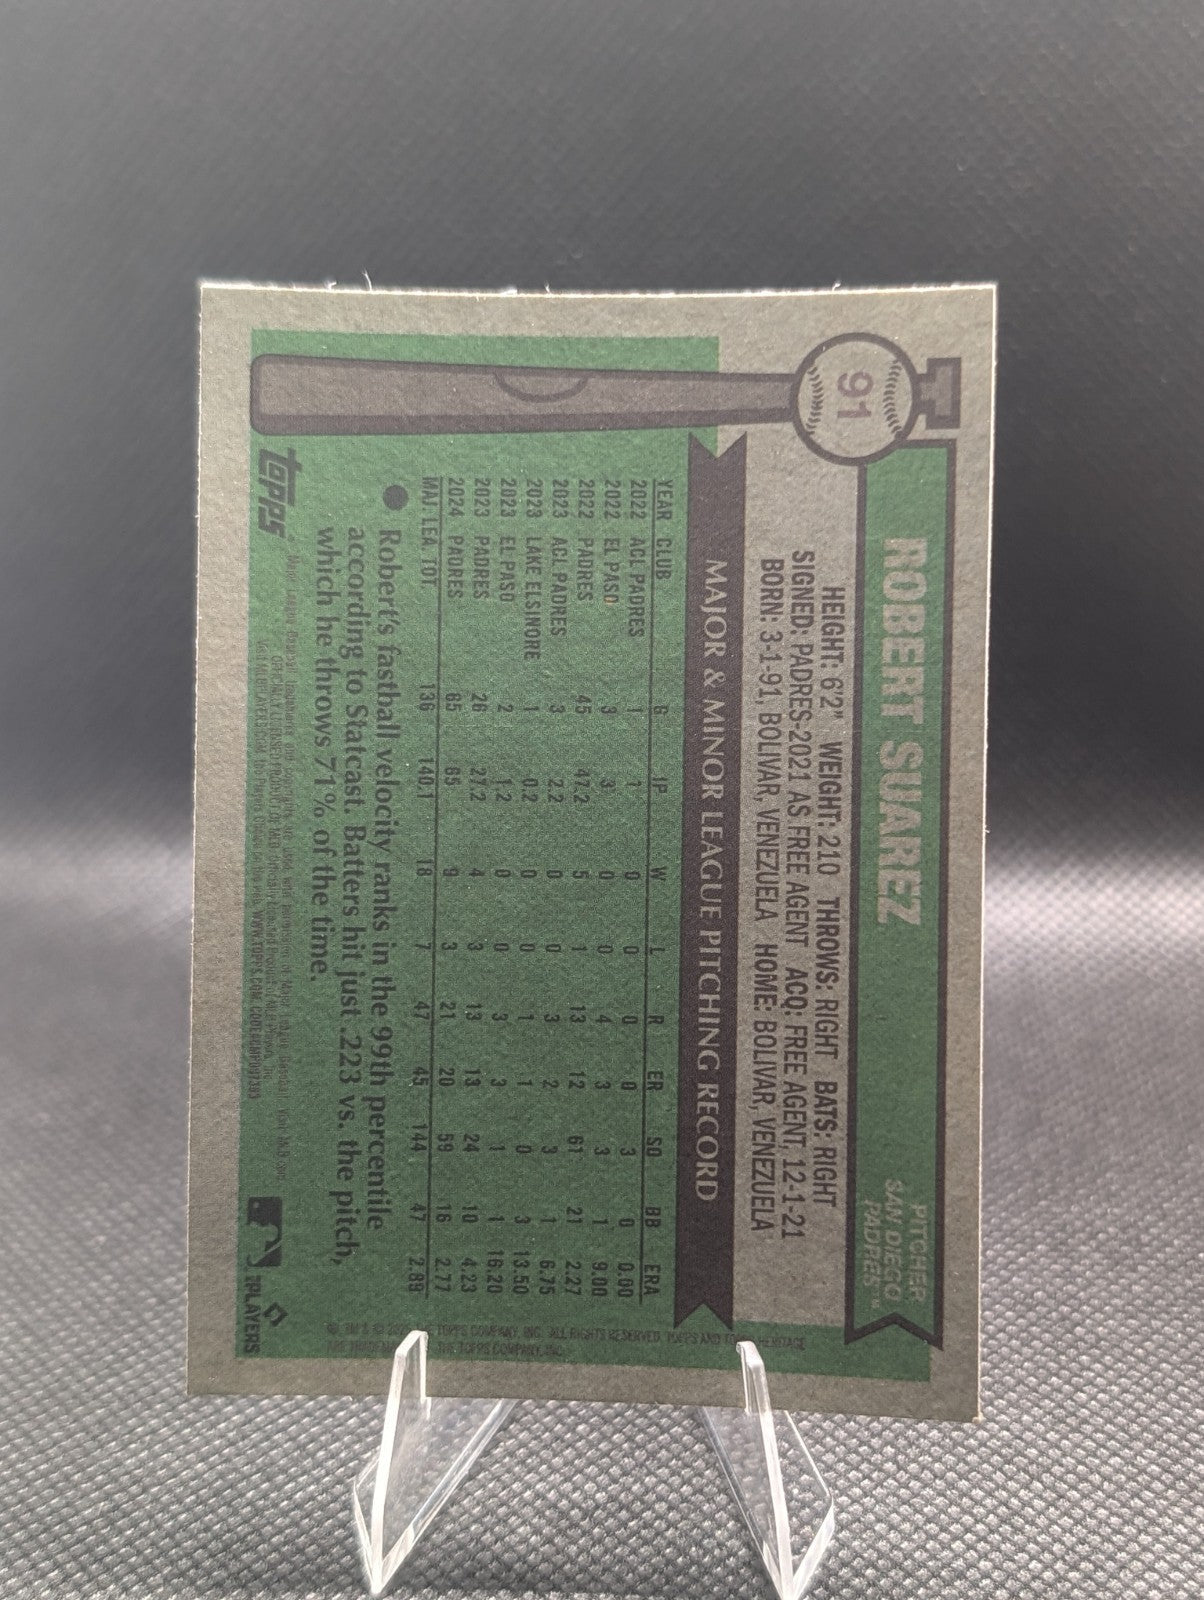 91
ROBERT SUAREZ
PITCHER
SAN DIEGO
PADRES™
HEIGHT: 6'2" WEIGHT: 210 THROWS: RIGHT BATS: RIGHT
SIGNED: PADRES-2021 AS FREE AGENT ACQ: FREE AGENT, 12-1-21
BORN: 3-1-91, BOLIVAR, VENEZUELA HOME: BOLIVAR, VENEZUELA
MAJOR & MINOR LEAGUE PITCHING RECORD
YEAR CLUB G IP W L R ER SO BB ERA
2022 ACL PADRES 1 1 0 0 0 0 3 0 0.00
2022 EL PASO 3 3 0 0 4 3 3 1 9.00
2022 PADRES 45 47.2 5 1 13 12 61 21 2.27
2023 ACL PADRES 3 2.2 0 0 3 2 3 1 6.75
2023 LAKE ELSINORE 1 0.2 0 0 1 1 0 3 13.50
2023 EL PASO 2 1.2 0 0 3 3 1 1 16.20
2023 PADRES 26 27.2 4 3 13 13 24 10 4.23
2024 PADRES 65 65 9 3 21 20 59 16 2.77
MAJ. LEA. TOT 136 140.1 18 7 47 45 144 47 2.89
● Robert's fastball velocity ranks in the 99th percentile
according to Statcast. Batters hit just .223 vs. the pitch,
which he throws 71% of the time.
topps
PLAYERS
THE TOPPS COMPANY, INC.